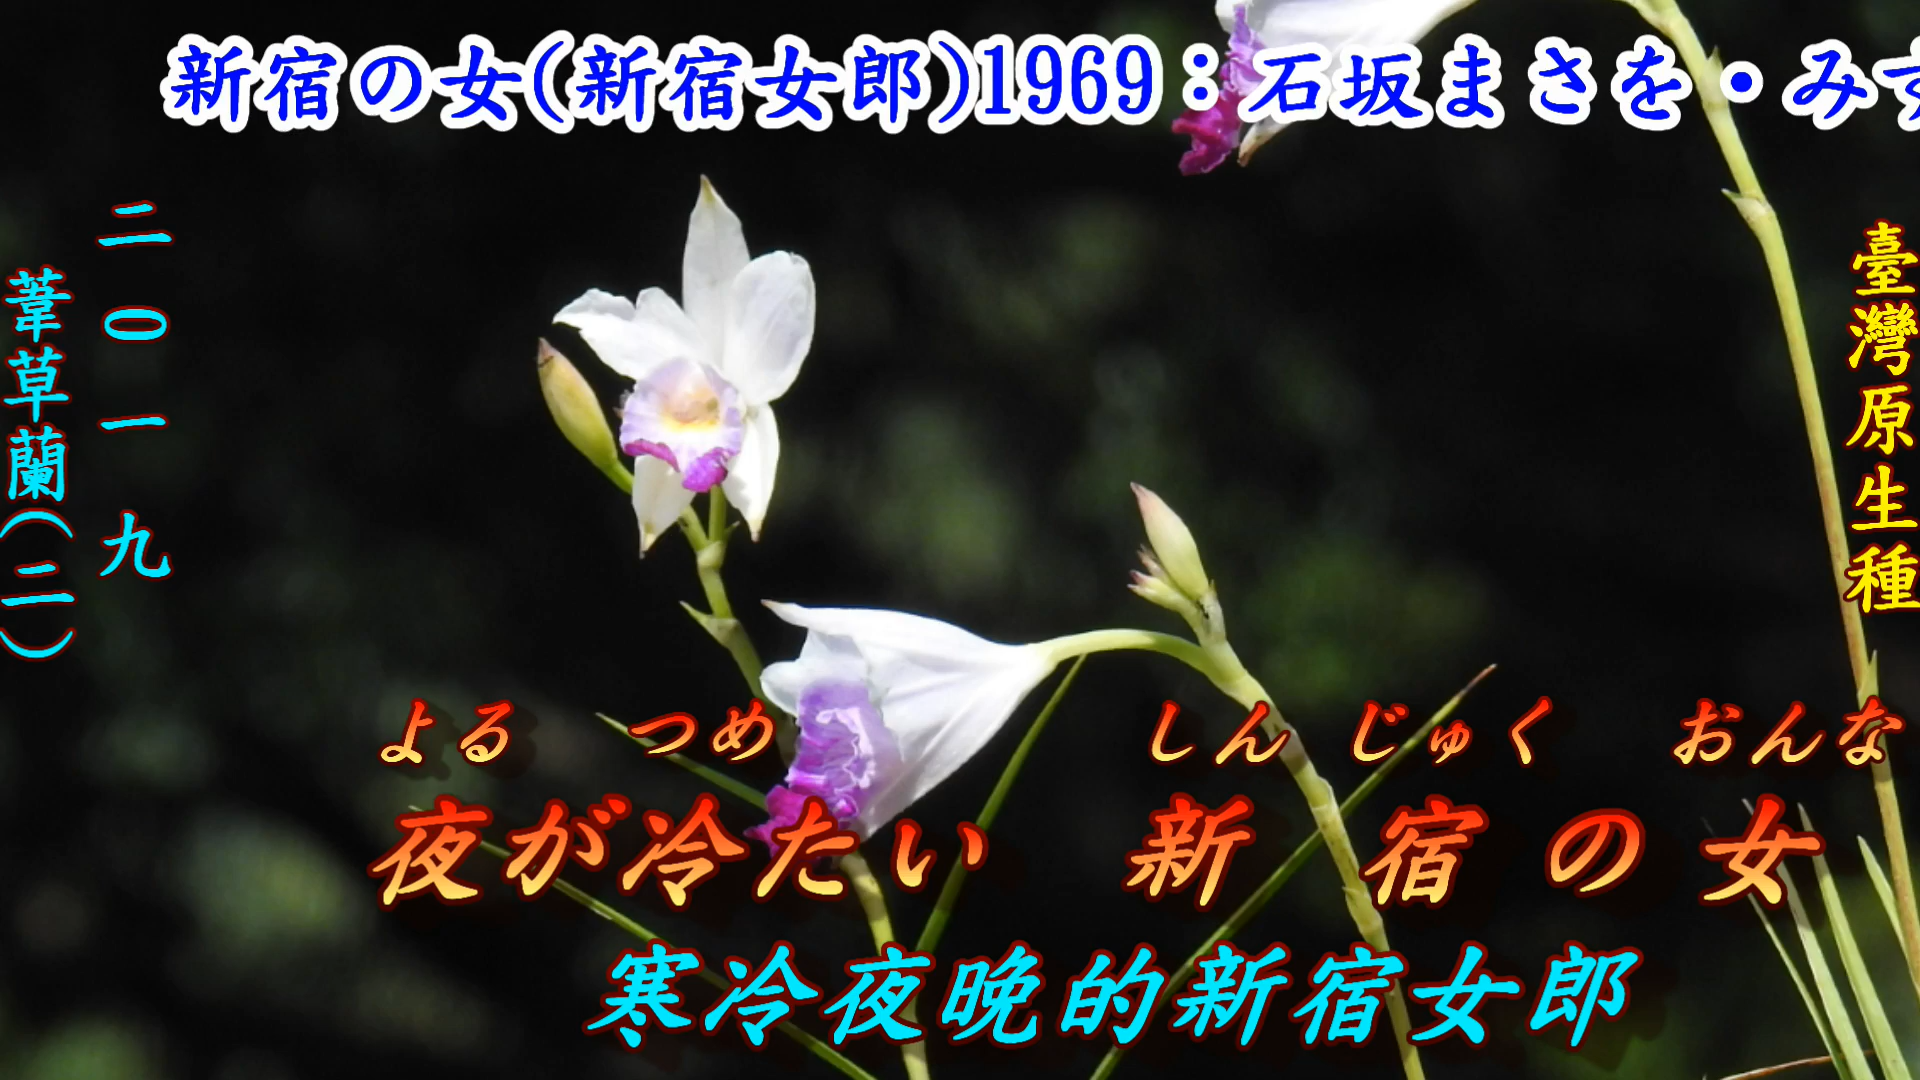 新宿の女(新宿女郎)1969：石坂まさを・み
臺灣原生種
二〇一九
葦草蘭(二)
よる つめ しんじゅく おんな
夜が冷たい 新宿の女
寒冷夜晚的新宿女郎